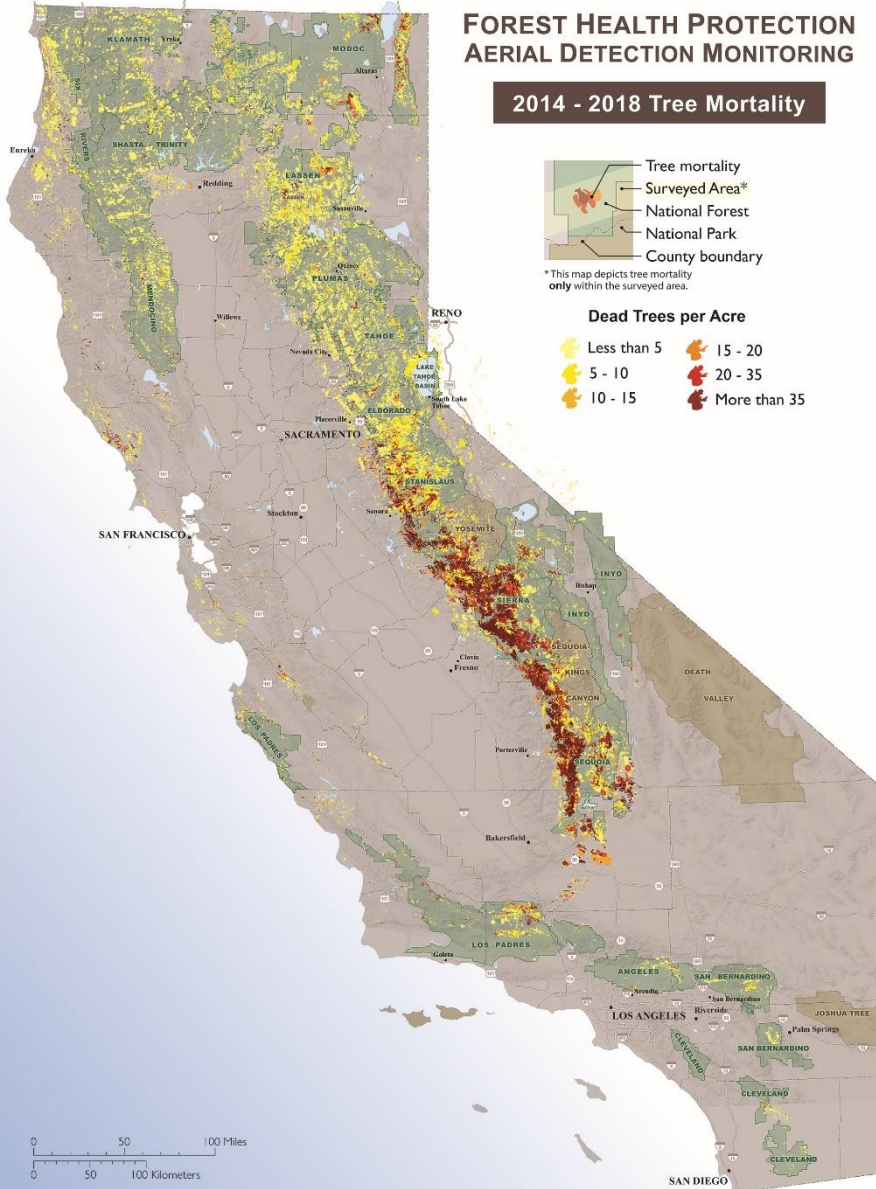 FOREST HEALTH PROTECTION
AERIAL DETECTION MONITORING
2014 - 2018 Tree Mortality
Tree mortality
Surveyed Area*
National Forest
National Park
County boundary
* This map depicts tree mortality
only within the surveyed area.
Dead Trees per Acre
Less than 5
15 - 20
5 - 10
20 - 35
10 - 15
More than 35
KLAMATH
Yreka
MODOC
Alturas
SIX
RIVERS
SHASTA TRINITY
Eureka
Redding
LASSEN
LASSEN
Susanville
Quincy
PLUMAS
MENDOCINO
Willows
RENO
TAHOE
Nevada City
LAKE
TAHOE
BASIN
South Lake
Tahoe
Placerville
ELDORADO
SACRAMENTO
STANISLAUS
Sonora
Stockton
YOSEMITE
SAN FRANCISCO
INYO
Bishop
SIERRA
INYO
SEQUOIA
Clovis
Fresno
KINGS
CANYON
DEATH
VALLEY
LOS PADRES
Porterville
SEQUOIA
Bakersfield
LOS PADRES
Goleta
ANGELES
SAN BERNARDINO
Arcadia
San Bernardino
LOS ANGELES
Riverside
JOSHUA TREE
Palm Springs
SAN BERNARDINO
CLEVELAND
CLEVELAND
CLEVELAND
SAN DIEGO
0 50 100 Miles
0 50 100 Kilometers